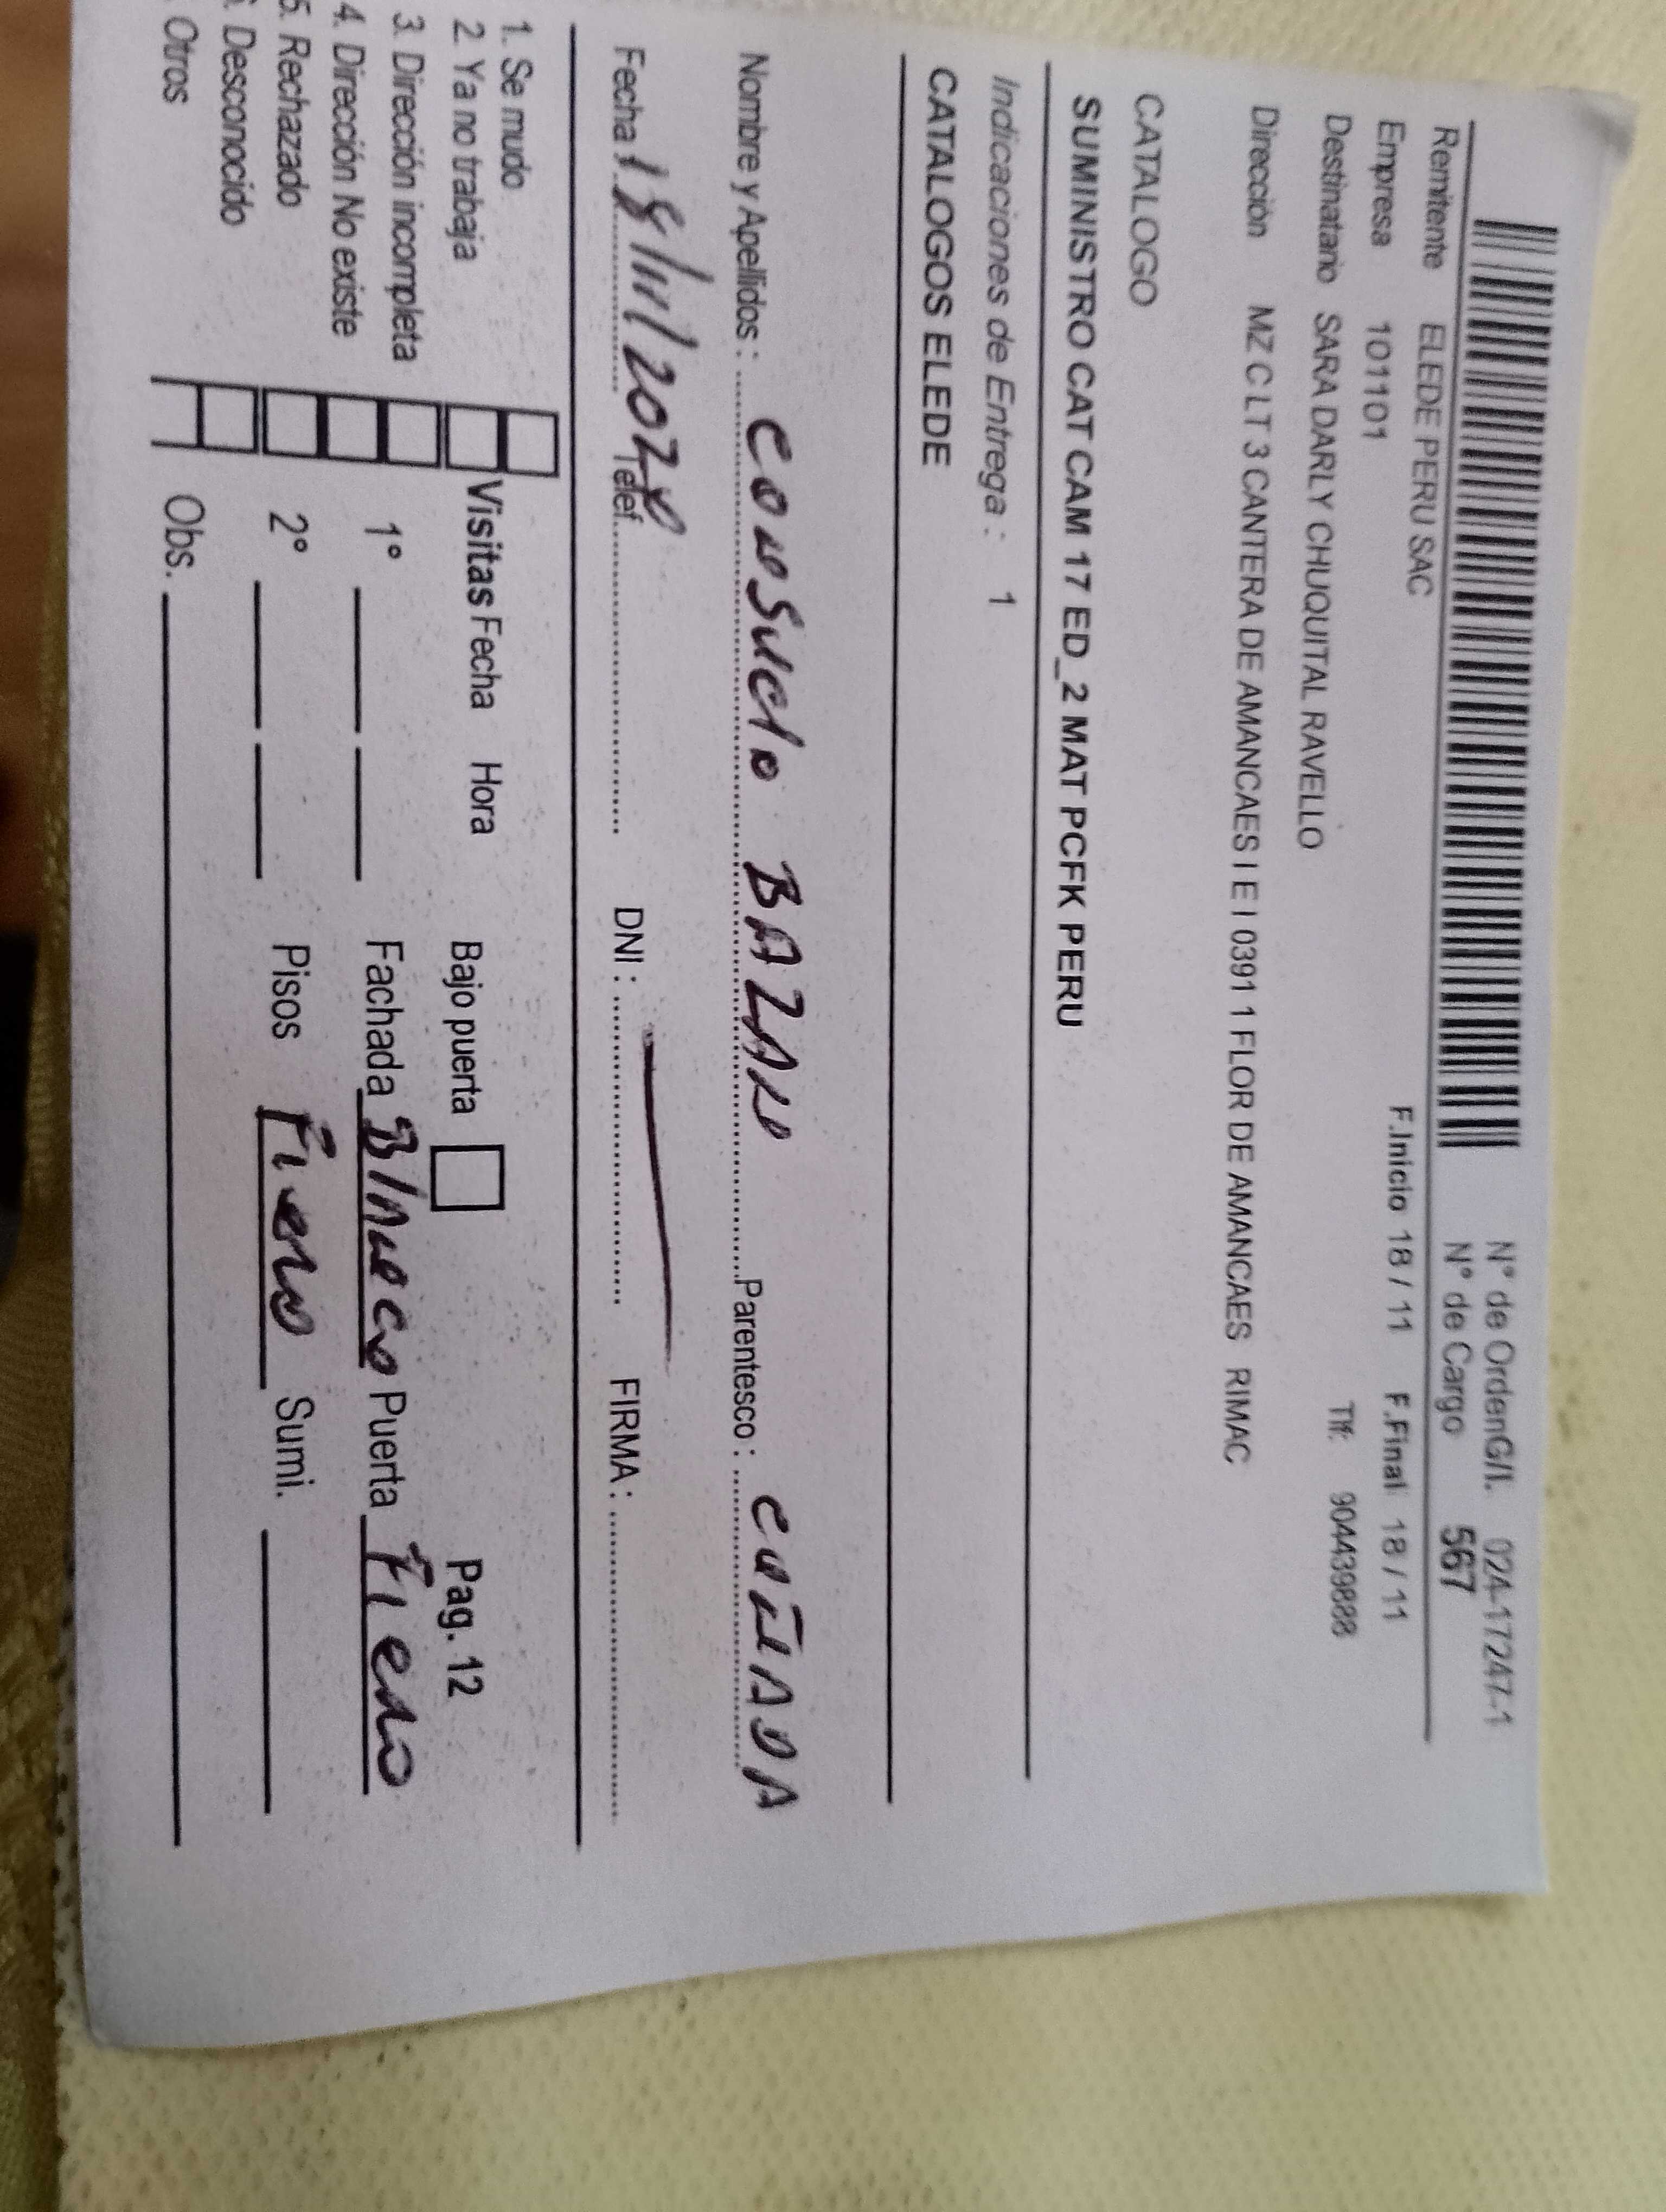 N° de OrdenG/I. 024-17247-1
N° de Cargo 567
Remitente ELEDE PERU SAC
Empresa 101101 F.Inicio 18 / 11 F.Final 18 / 11
Destinatario SARA DARLY CHUQUITAL RAVELLO Tlf: 904439888
Dirección MZ C LT 3 CANTERA DE AMANCAES I E I 0391 1 FLOR DE AMANCAES RIMAC
CATALOGO
SUMINISTRO CAT CAM 17 ED_2 MAT PCFK PERU
Indicaciones de Entrega : 1
CATALOGOS ELEDE
Nombre y Apellidos : CONSUELO BAZAN Parentesco : CUÑADA
Fecha 18/11/2024 Telef. DNI : FIRMA :
1. Se mudo
2. Ya no trabaja Visitas Fecha Hora Bajo puerta Pag. 12
3. Dirección incompleta
4. Dirección No existe 1° Fachada Blanco Puerta Fierro
5. Rechazado 2° Pisos Fierro Sumi.
6. Desconocido
. Otros Obs.